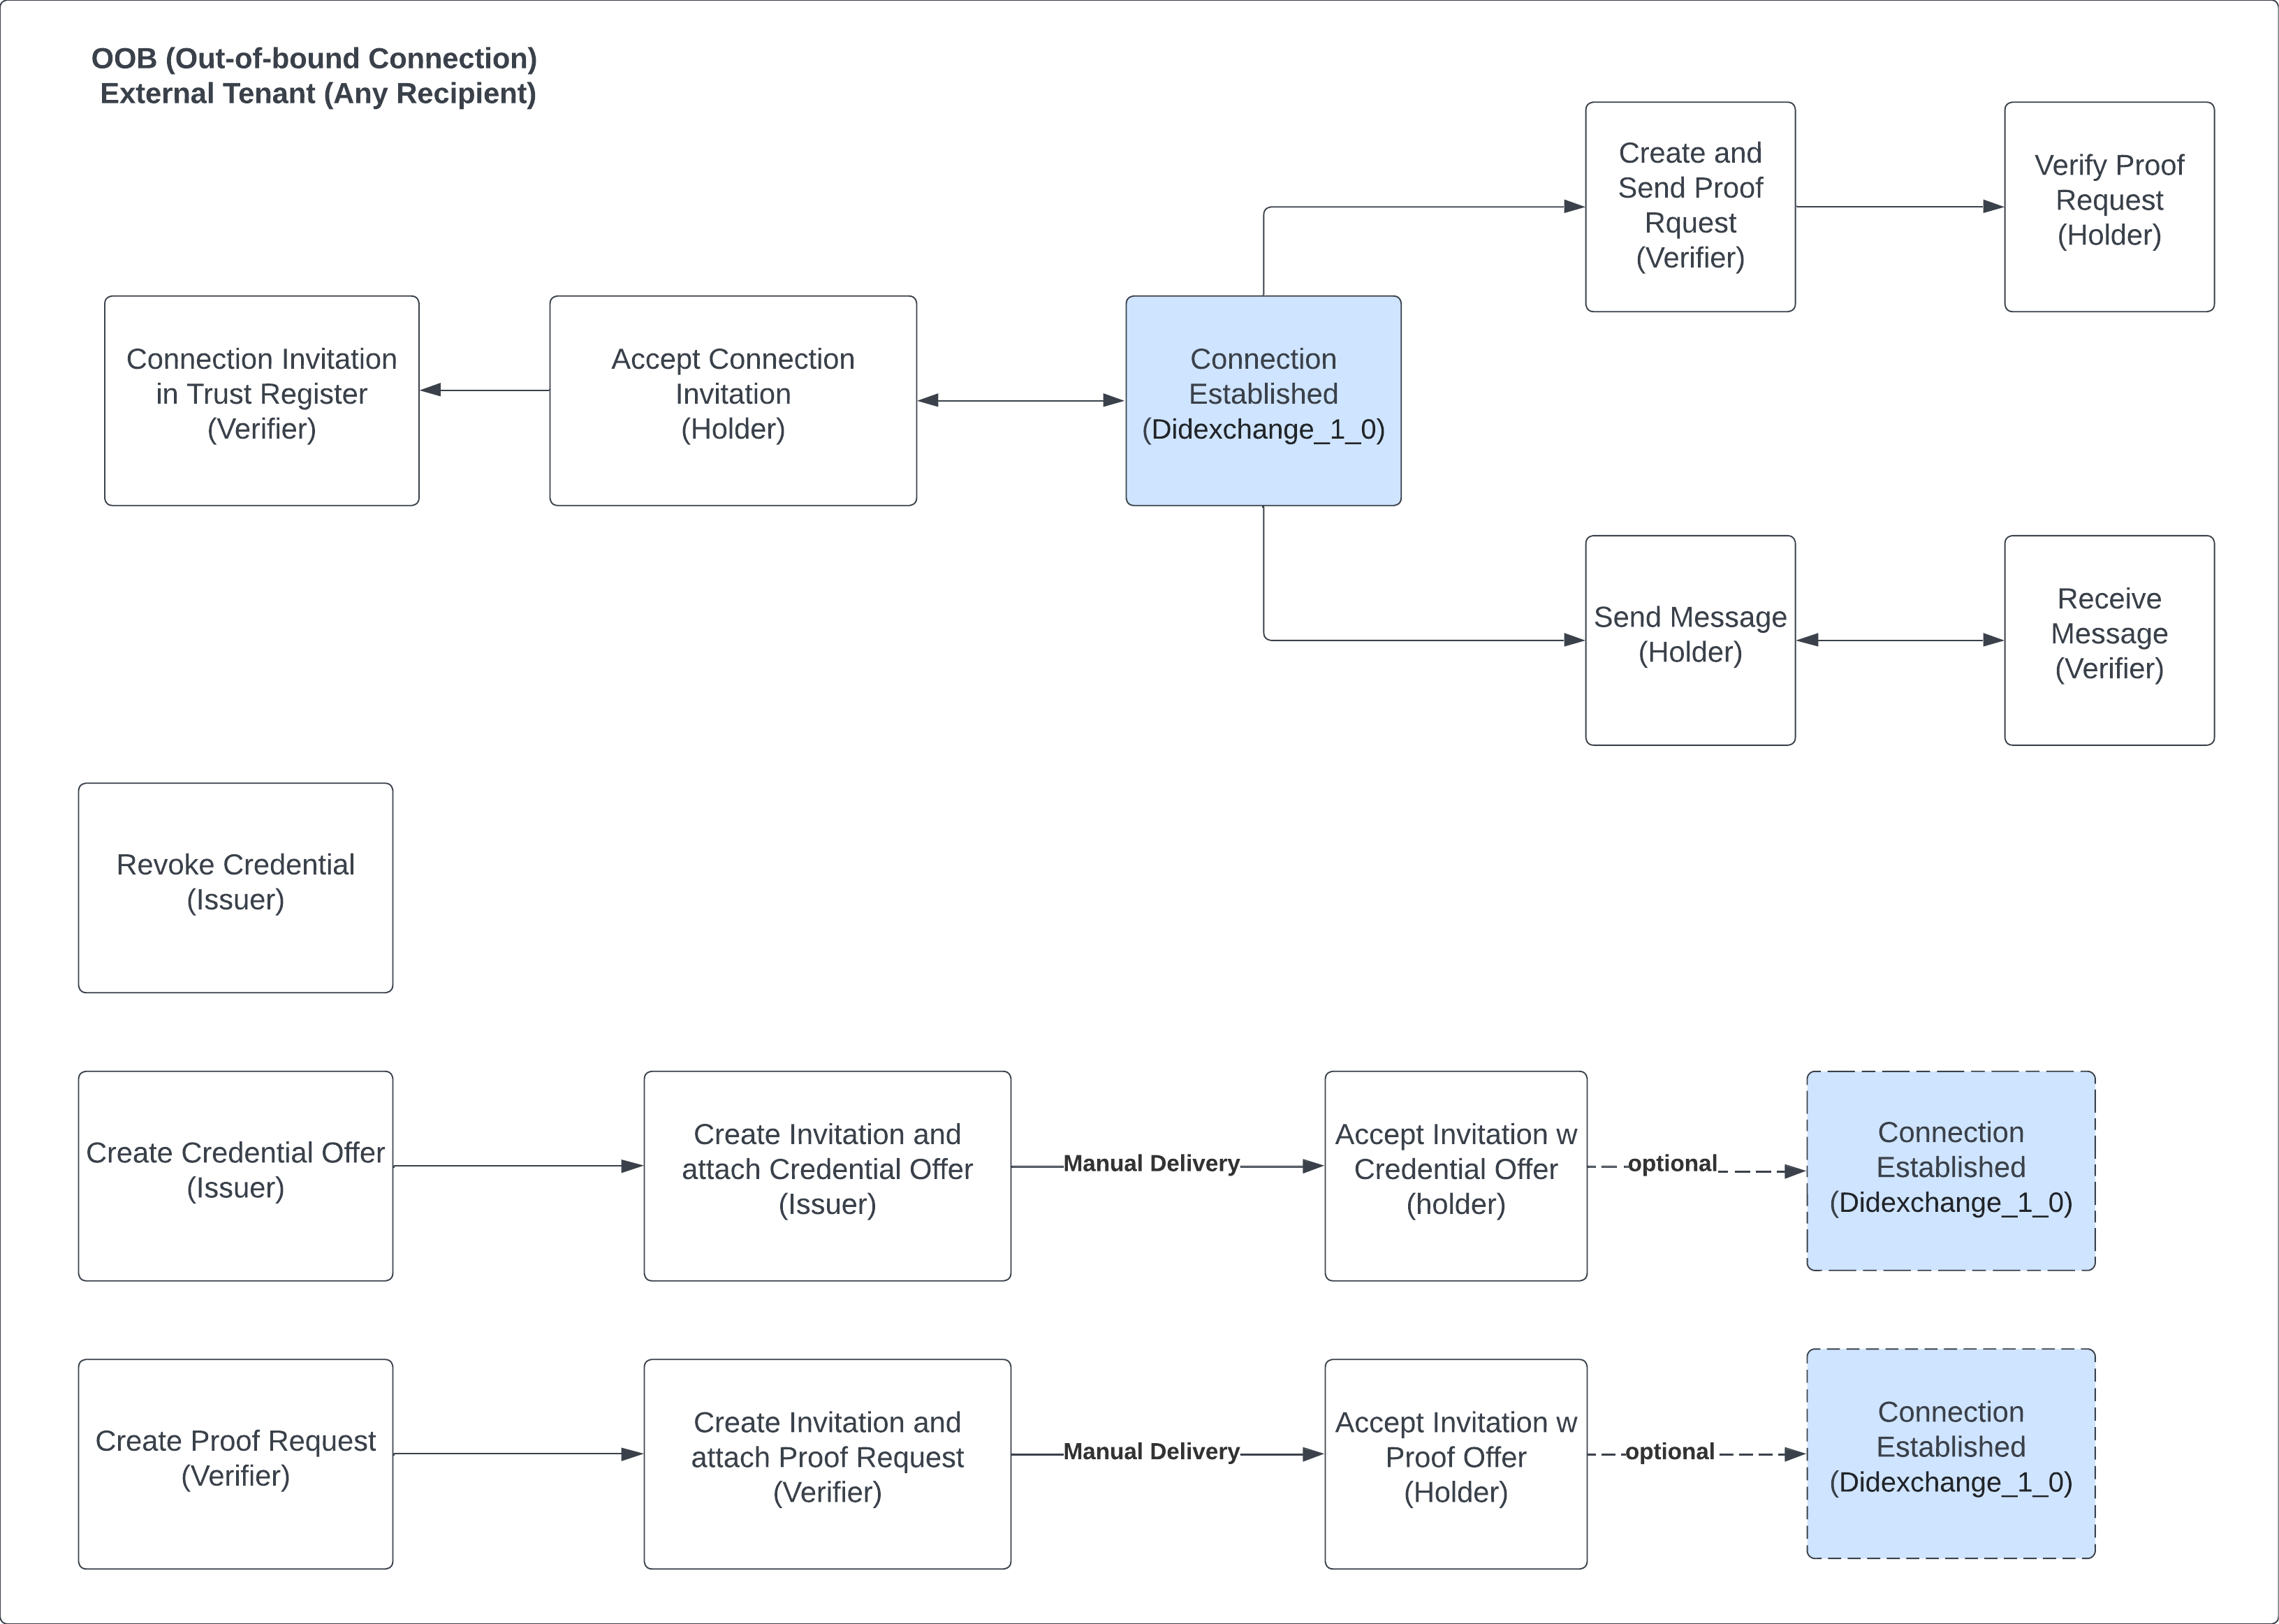 OOB (Out-of-bound Connection)
External Tenant (Any Recipient)
Create and
Send Proof
Rquest
(Verifier)
Verify Proof
Request
(Holder)
Connection Invitation
in Trust Register
(Verifier)
Accept Connection
Invitation
(Holder)
Connection
Established
(Didexchange_1_0)
Send Message
(Holder)
Receive
Message
(Verifier)
Revoke Credential
(Issuer)
Create Credential Offer
(Issuer)
Create Invitation and
attach Credential Offer
(Issuer)
Manual Delivery
Accept Invitation w
Credential Offer
(holder)
optional
Connection
Established
(Didexchange_1_0)
Create Proof Request
(Verifier)
Create Invitation and
attach Proof Request
(Verifier)
Manual Delivery
Accept Invitation w
Proof Offer
(Holder)
optional
Connection
Established
(Didexchange_1_0)